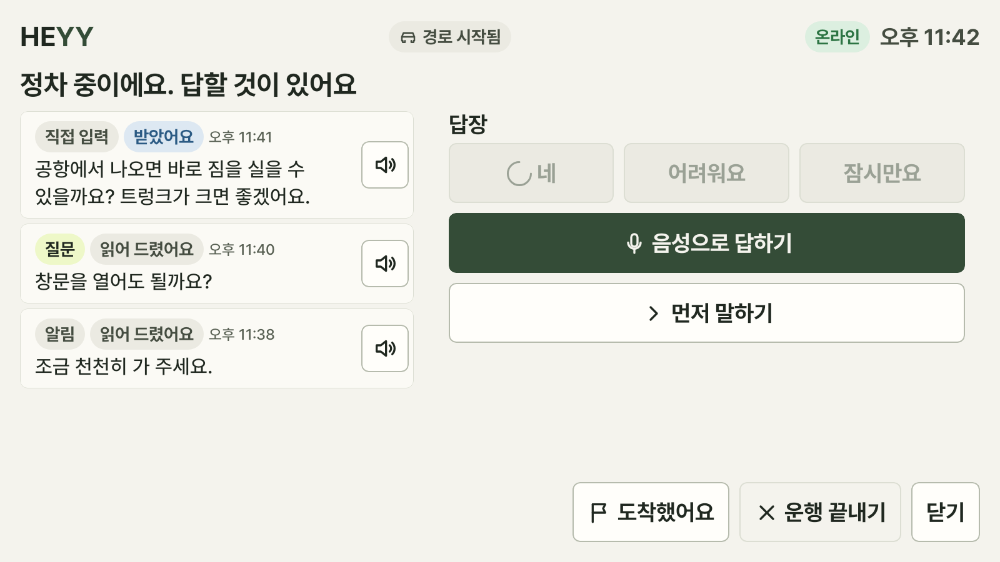 HEYY
경로 시작됨
온라인
오후 11:42
정차 중이에요. 답할 것이 있어요
직접 입력
받았어요
오후 11:41
공항에서 나오면 바로 짐을 실을 수
있을까요? 트렁크가 크면 좋겠어요.
질문
읽어 드렸어요
오후 11:40
창문을 열어도 될까요?
알림
읽어 드렸어요
오후 11:38
조금 천천히 가 주세요.
답장
네
어려워요
잠시만요
음성으로 답하기
먼저 말하기
도착했어요
운행 끝내기
닫기